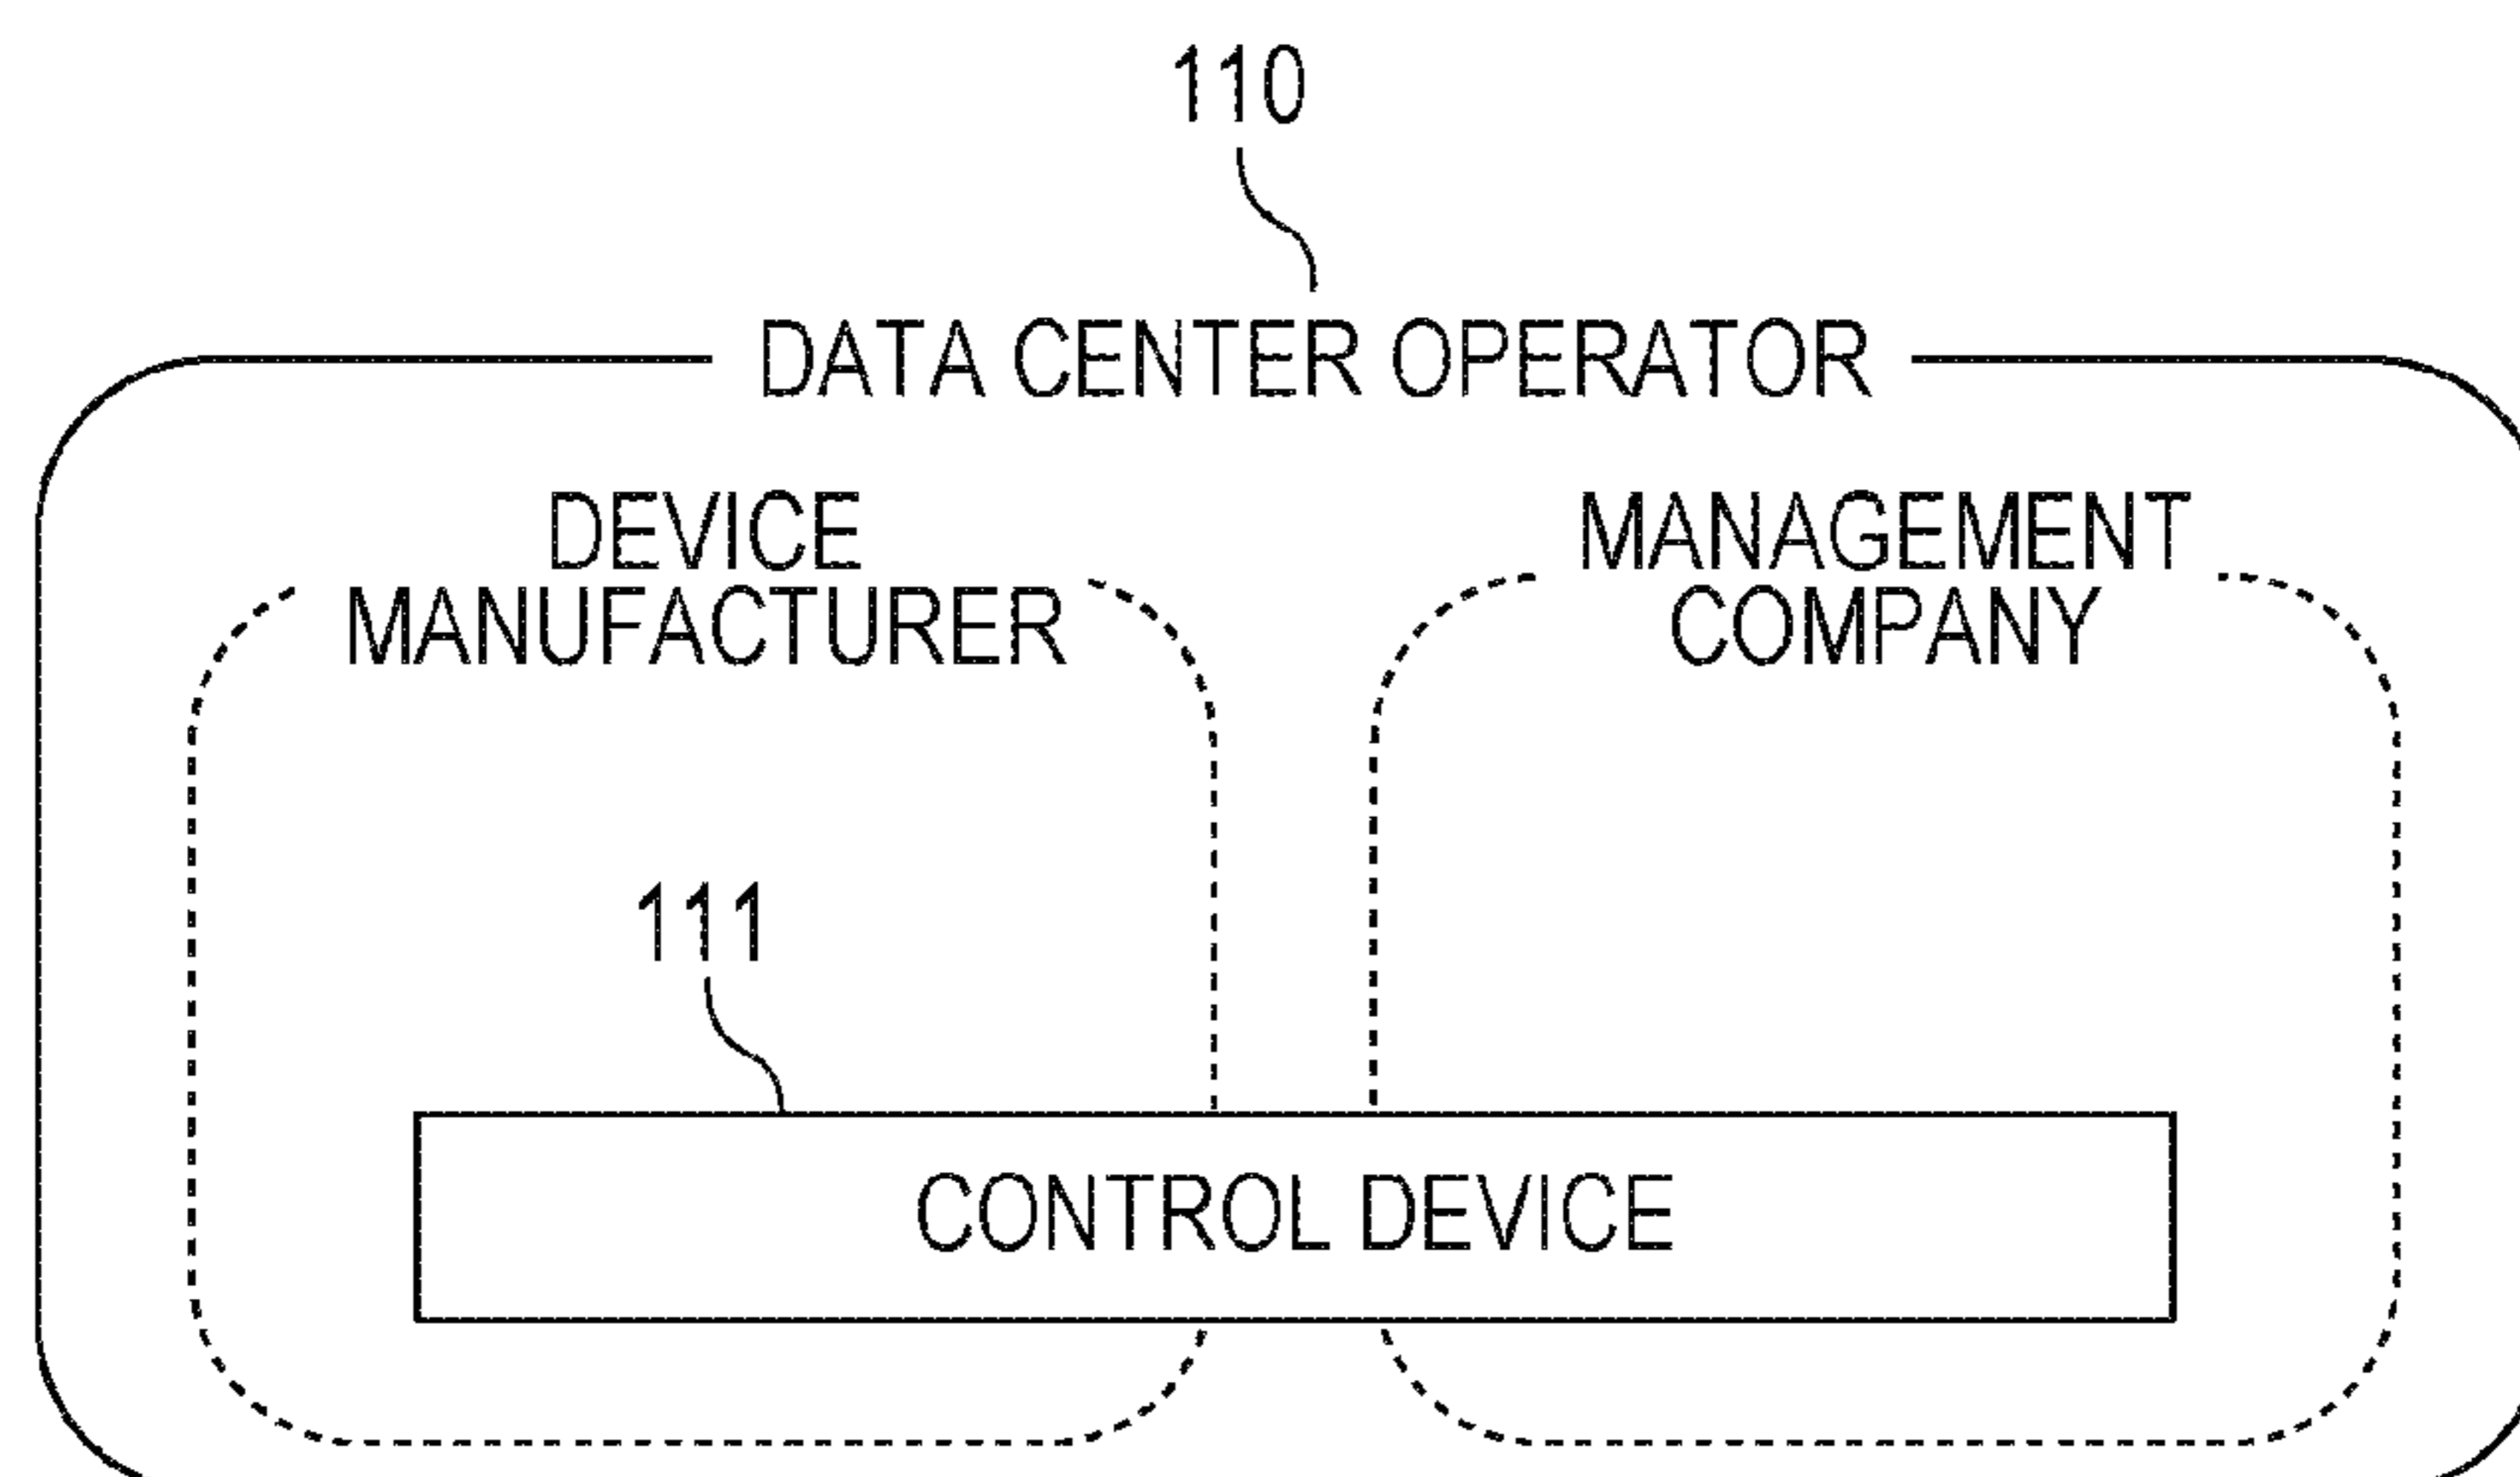 110
DATA CENTER OPERATOR
DEVICE
MANUFACTURER
MANAGEMENT
COMPANY
111
CONTROL DEVICE